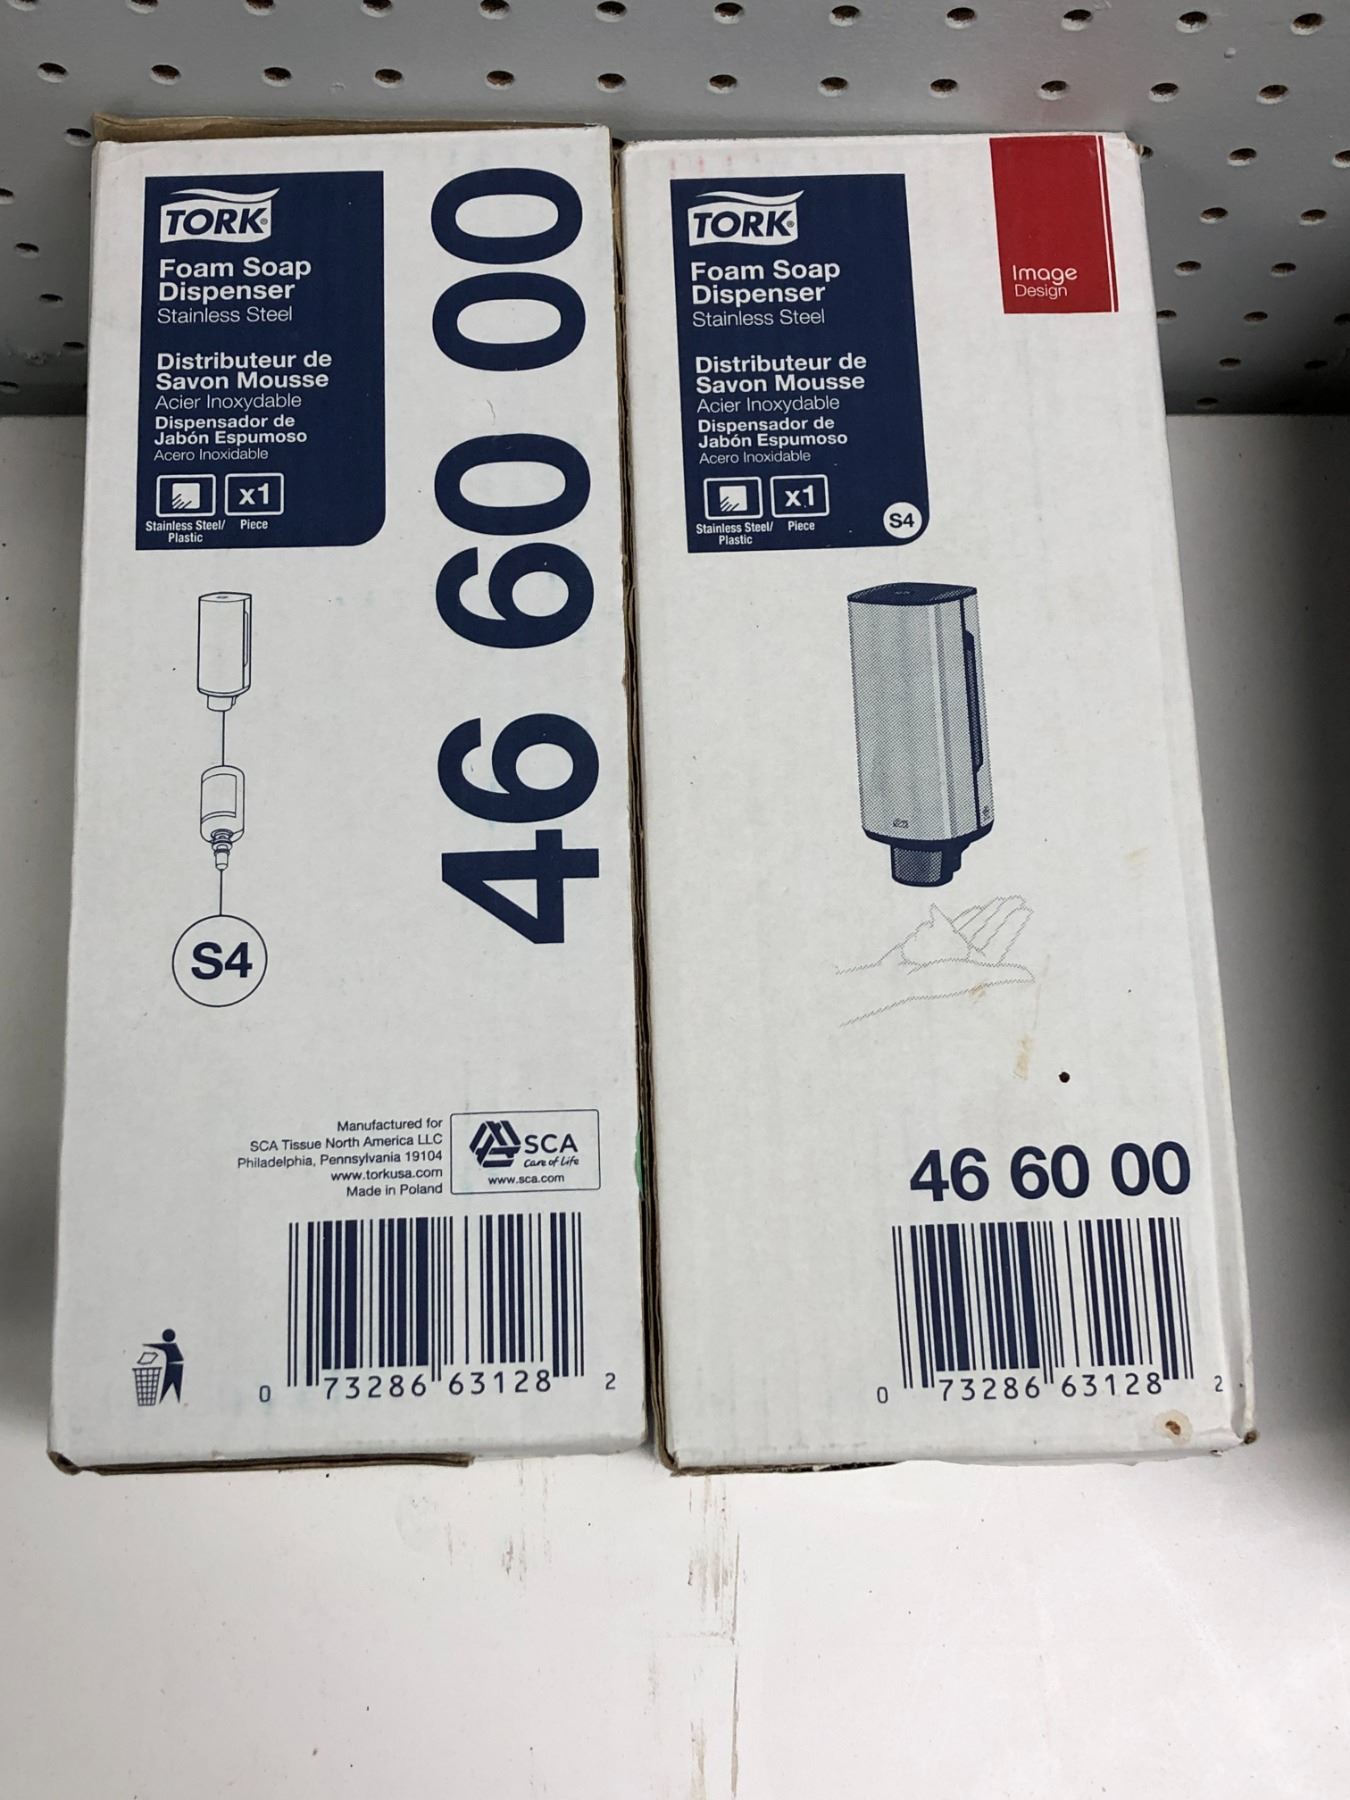 TORK
Foam Soap
Dispenser
Stainless Steel
Distributeur de
Savon Mousse
Acier Inoxydable
Dispensador de
Jabón Espumoso
Acero Inoxidable
x1
Stainless Steel/
Plastic
Piece
46 60 00
S4
Manufactured for
SCA Tissue North America LLC
Philadelphia, Pennsylvania 19104
www.torkusa.com
Made in Poland
SCA
Care of Life
www.sca.com
0 73286 63128 2
TORK
Foam Soap
Dispenser
Stainless Steel
Distributeur de
Savon Mousse
Acier Inoxydable
Dispensador de
Jabón Espumoso
Acero Inoxidable
x1
Stainless Steel/
Plastic
Piece
S4
Image
Design
46 60 00
0 73286 63128 2